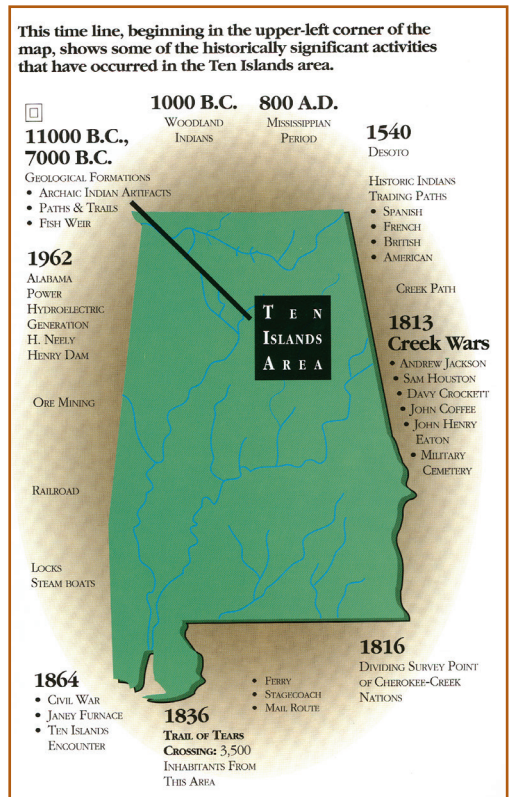 This time line, beginning in the upper-left corner of the
map, shows some of the historically significant activities
that have occurred in the Ten Islands area.
11000 B.C.,
7000 B.C.
Geological Formations
• Archaic Indian Artifacts
• Paths & Trails
• Fish Weir
1000 B.C.
Woodland
Indians
800 A.D.
Mississippian
Period
1540
DeSoto
Historic Indians
Trading Paths
• Spanish
• French
• British
• American
Creek Path
1813
Creek Wars
• Andrew Jackson
• Sam Houston
• Davy Crockett
• John Coffee
• John Henry
Eaton
• Military
Cemetery
1816
Dividing Survey Point
of Cherokee-Creek
Nations
• Ferry
• Stagecoach
• Mail Route
1836
Trail of Tears
Crossing: 3,500
Inhabitants From
This Area
1864
• Civil War
• Janey Furnace
• Ten Islands
Encounter
Locks
Steam boats
Railroad
Ore Mining
1962
Alabama
Power
Hydroelectric
Generation
H. Neely
Henry Dam
Ten
Islands
Area